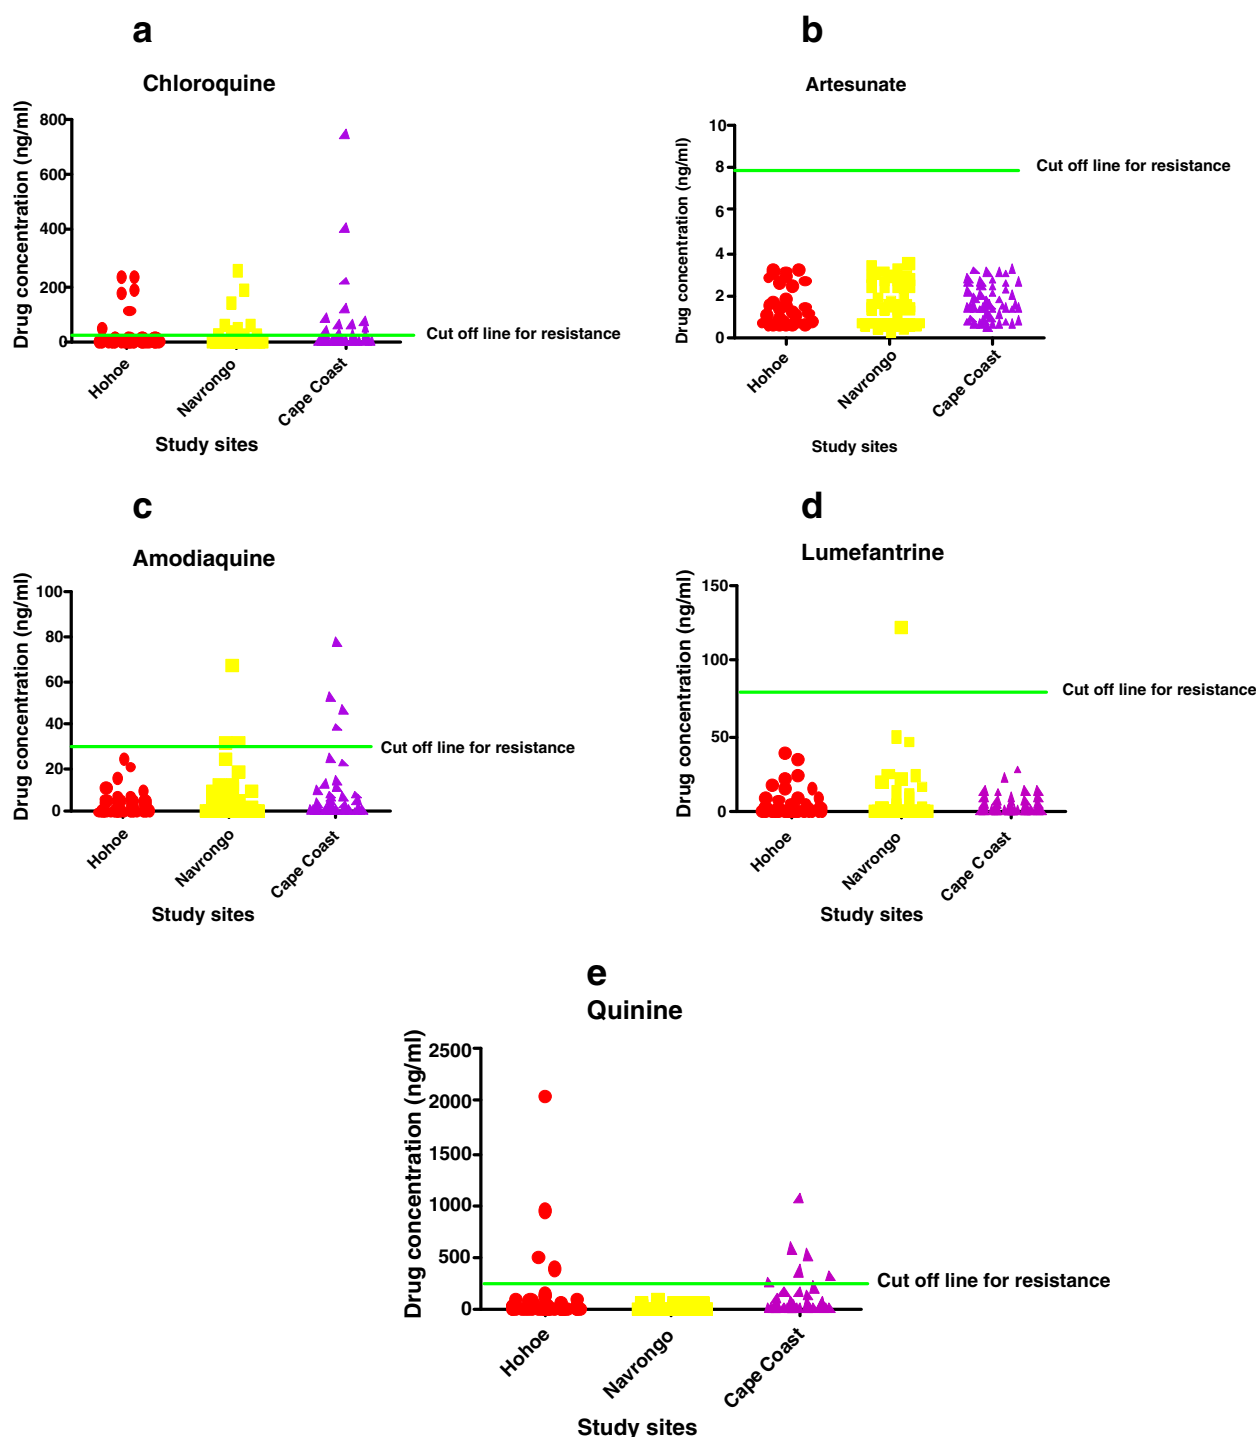 a
Chloroquine
Drug concentration (ng/ml)
800
600
400
200
0
Cut off line for resistance
Hohoe
Navrongo
Cape Coast
Study sites
b
Artesunate
Drug concentration (ng/ml)
10
8
6
4
2
0
Cut off line for resistance
Hohoe
Navrongo
Cape Coast
Study sites
c
Amodiaquine
Drug concentration (ng/ml)
100
80
60
40
20
0
Cut off line for resistance
Hohoe
Navrongo
Cape Coast
Study sites
d
Lumefantrine
Drug concentration (ng/ml)
150
100
50
0
Cut off line for resistance
Hohoe
Navrongo
Cape Coast
Study sites
e
Quinine
Drug concentration (ng/ml)
2500
2000
1500
1000
500
0
Cut off line for resistance
Hohoe
Navrongo
Cape Coast
Study sites